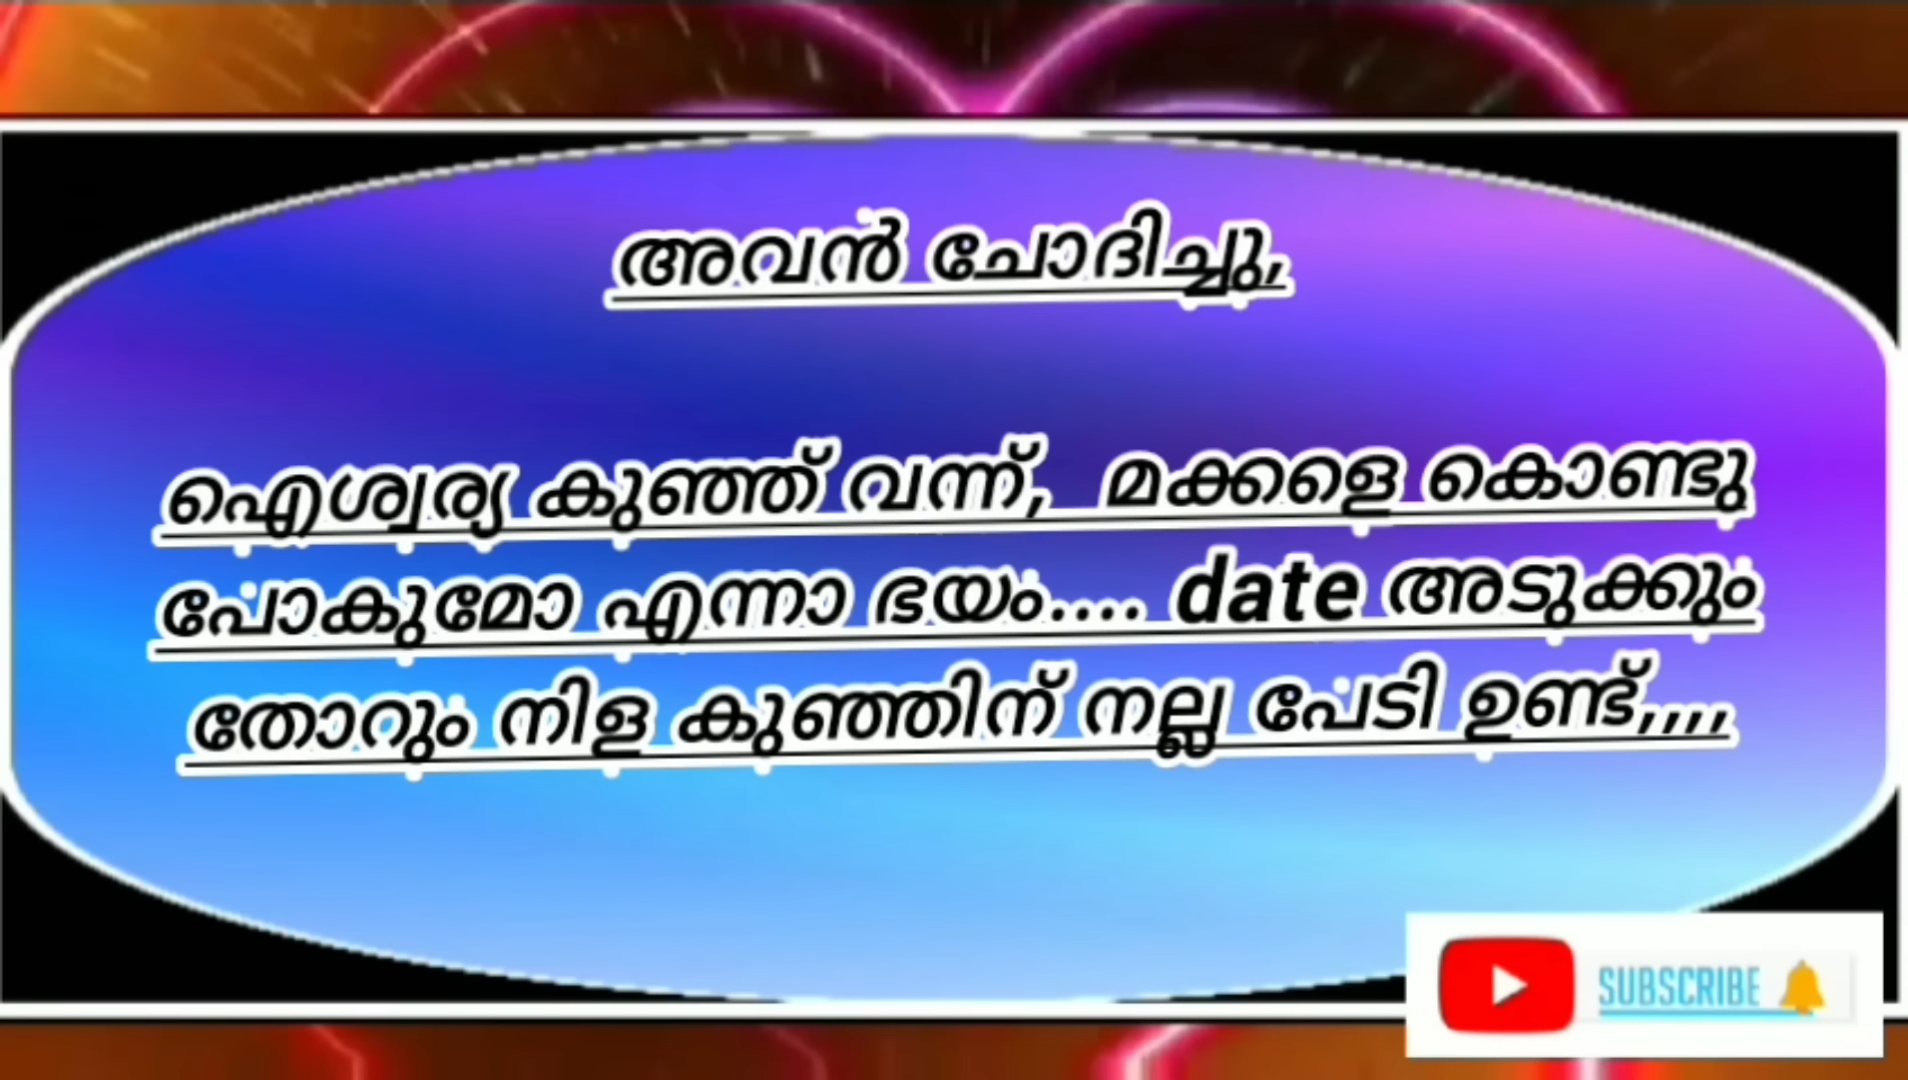 അവൻ ചോദിച്ചു,
ഐശ്വര്യ കുഞ്ഞ് വന്ന്, മക്കളെ കൊണ്ടു
പോകുമോ എന്നാ ഭയം.... date അടുക്കും
തോറും നിള കുഞ്ഞിന് നല്ല പേടി ഉണ്ട്,,,,
SUBSCRIBE